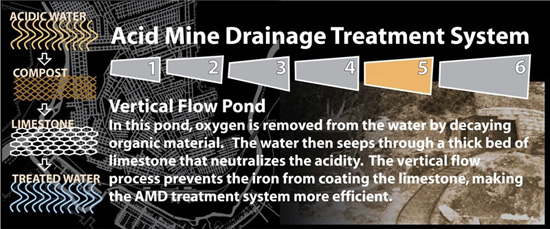 ACIDIC WATER
COMPOST
LIMESTONE
TREATED WATER
Acid Mine Drainage Treatment System
1 2 3 4 5 6
Vertical Flow Pond
In this pond, oxygen is removed from the water by decaying
organic material.  The water then seeps through a thick bed of
limestone that neutralizes the acidity.  The vertical flow
process prevents the iron from coating the limestone, making
the AMD treatment system more efficient.